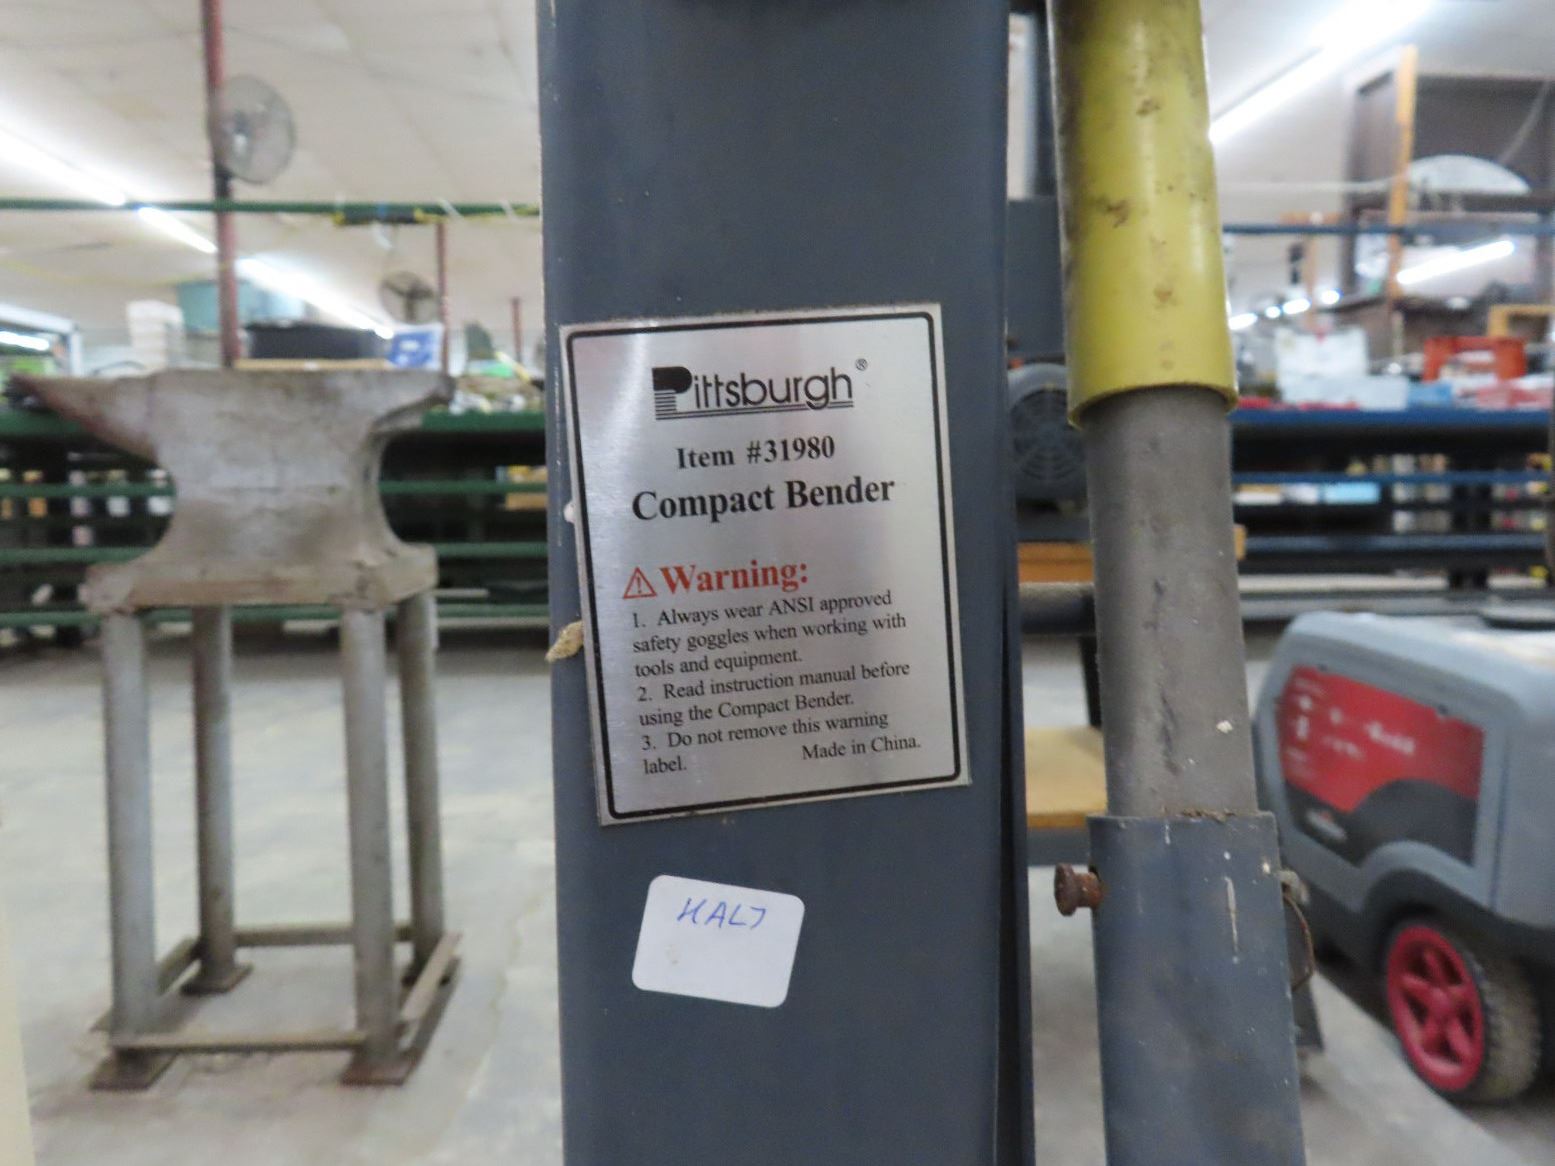 Pittsburgh®
Item #31980
Compact Bender
Warning:
1. Always wear ANSI approved
safety goggles when working with
tools and equipment.
2. Read instruction manual before
using the Compact Bender.
3. Do not remove this warning
label. Made in China.